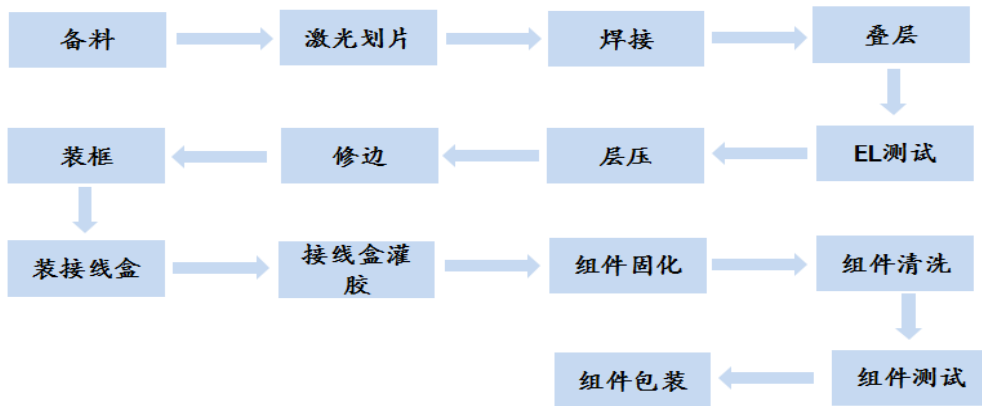 备料
激光划片
焊接
叠层
EL测试
层压
修边
装框
装接线盒
接线盒灌
胶
组件固化
组件清洗
组件测试
组件包装